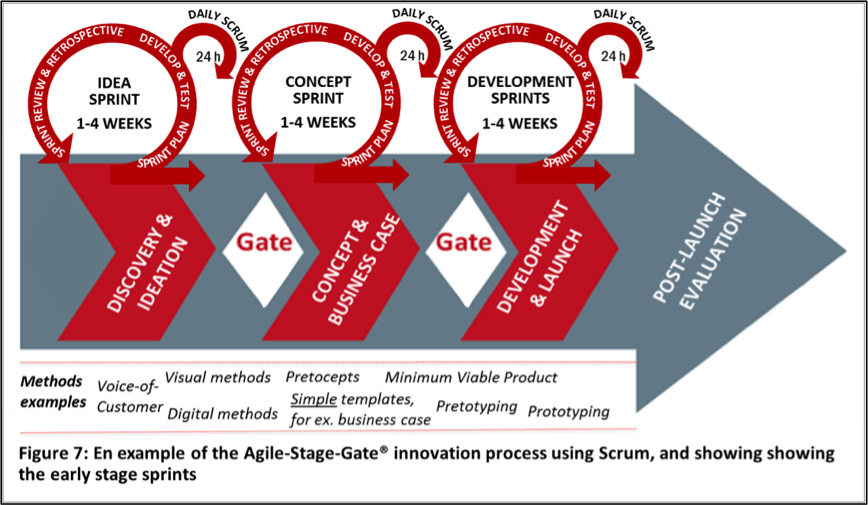 DAILY SCRUM
24 h
SPRINT REVIEW & RETROSPECTIVE
DEVELOP & TEST
SPRINT PLAN
IDEA
SPRINT
1-4 WEEKS
DAILY SCRUM
24 h
SPRINT REVIEW & RETROSPECTIVE
DEVELOP & TEST
SPRINT PLAN
CONCEPT
SPRINT
1-4 WEEKS
DAILY SCRUM
24 h
SPRINT REVIEW & RETROSPECTIVE
DEVELOP & TEST
SPRINT PLAN
DEVELOPMENT
SPRINTS
1-4 WEEKS
DISCOVERY &
IDEATION
Gate
CONCEPT &
BUSINESS CASE
Gate
DEVELOPMENT
& LAUNCH
POST-LAUNCH
EVALUATION
Methods
examples
Voice-of-
Customer
Visual methods
Digital methods
Pretocepts
Simple templates,
for ex. business case
Minimum Viable Product
Pretotyping
Prototyping
Figure 7: En example of the Agile-Stage-Gate® innovation process using Scrum, and showing showing
the early stage sprints